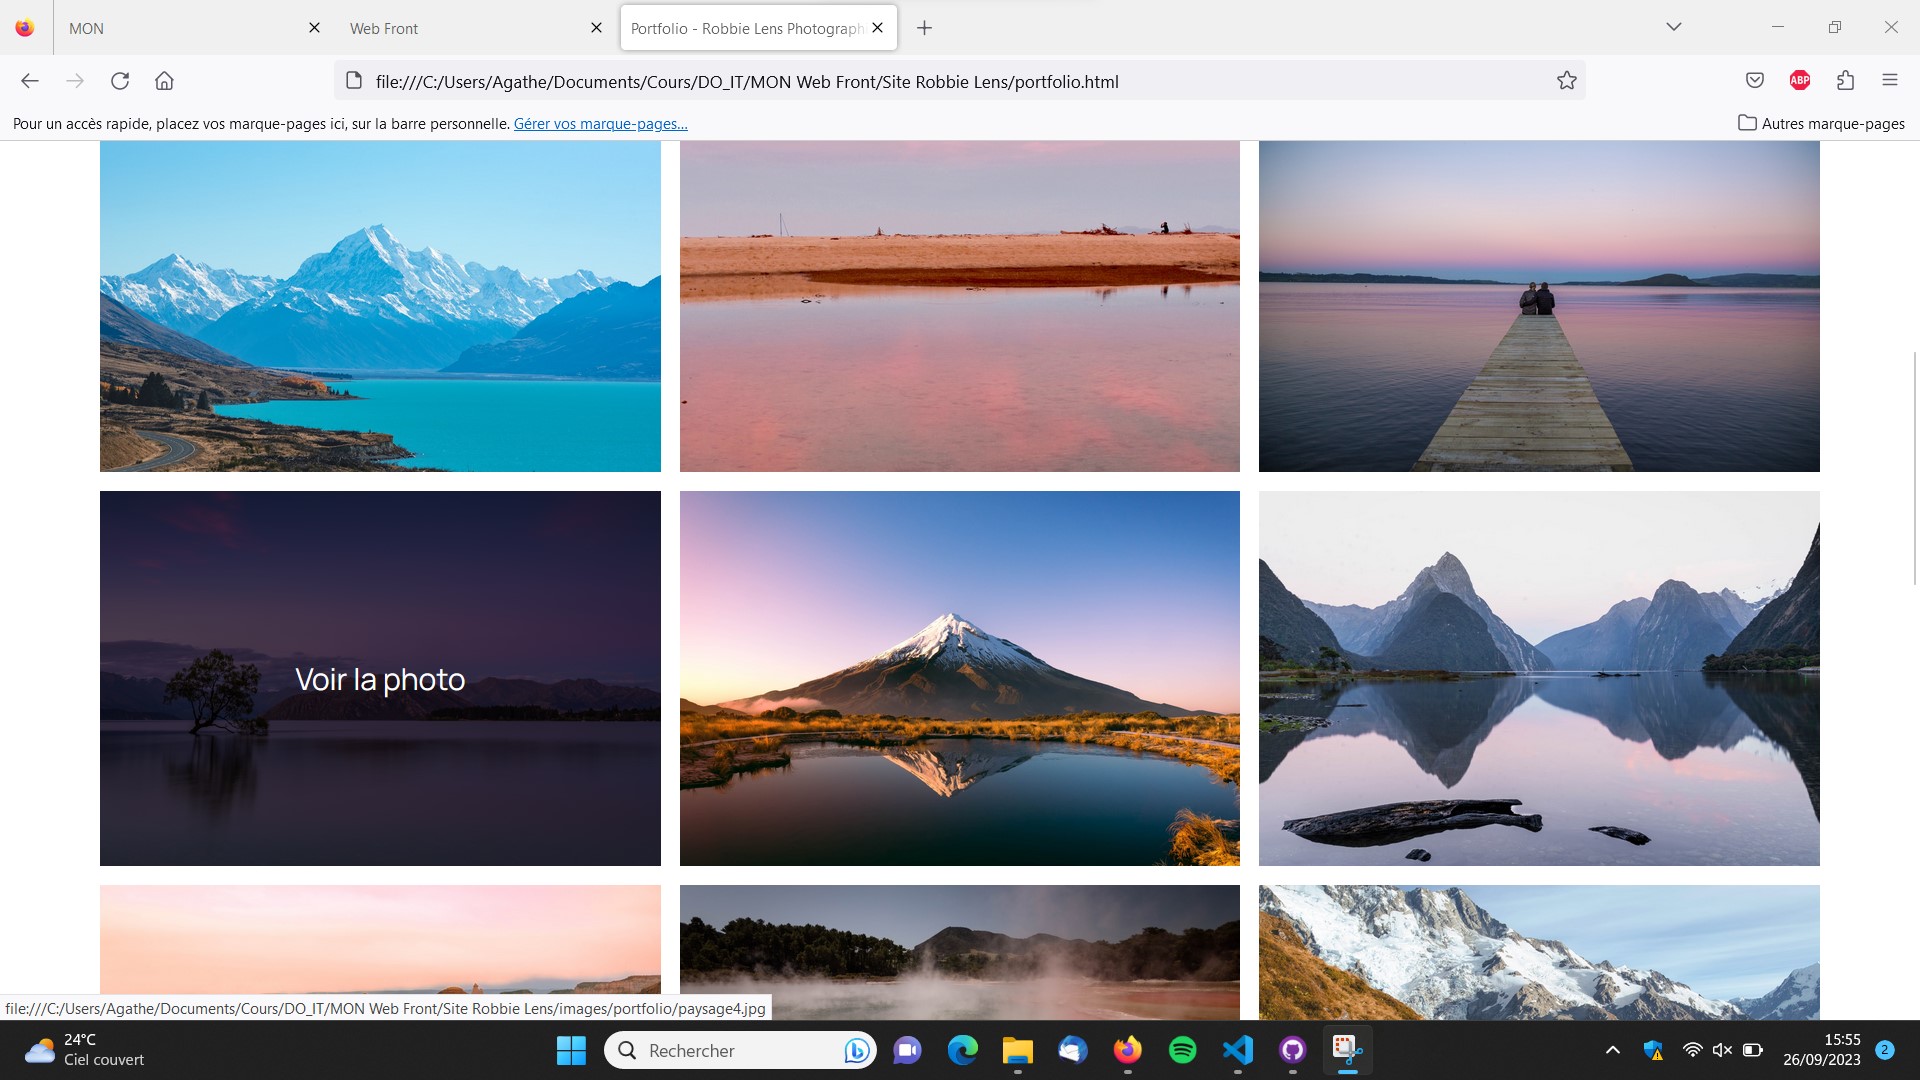 MON
Web Front
Portfolio - Robbie Lens Photograph
file:///C:/Users/Agathe/Documents/Cours/DO_IT/MON Web Front/Site Robbie Lens/portfolio.html
ABP
Pour un accès rapide, placez vos marque-pages ici, sur la barre personnelle. Gérer vos marque-pages...
Autres marque-pages
Voir la photo
file:///C:/Users/Agathe/Documents/Cours/DO_IT/MON Web Front/Site Robbie Lens/images/portfolio/paysage4.jpg
24°C
Ciel couvert
Rechercher
15:55
26/09/2023
2